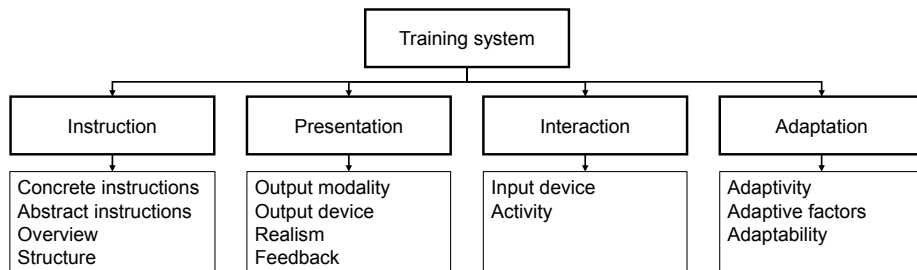 Training system
Instruction
Presentation
Interaction
Adaptation
Concrete instructions
Abstract instructions
Overview
Structure
Output modality
Output device
Realism
Feedback
Input device
Activity
Adaptivity
Adaptive factors
Adaptability